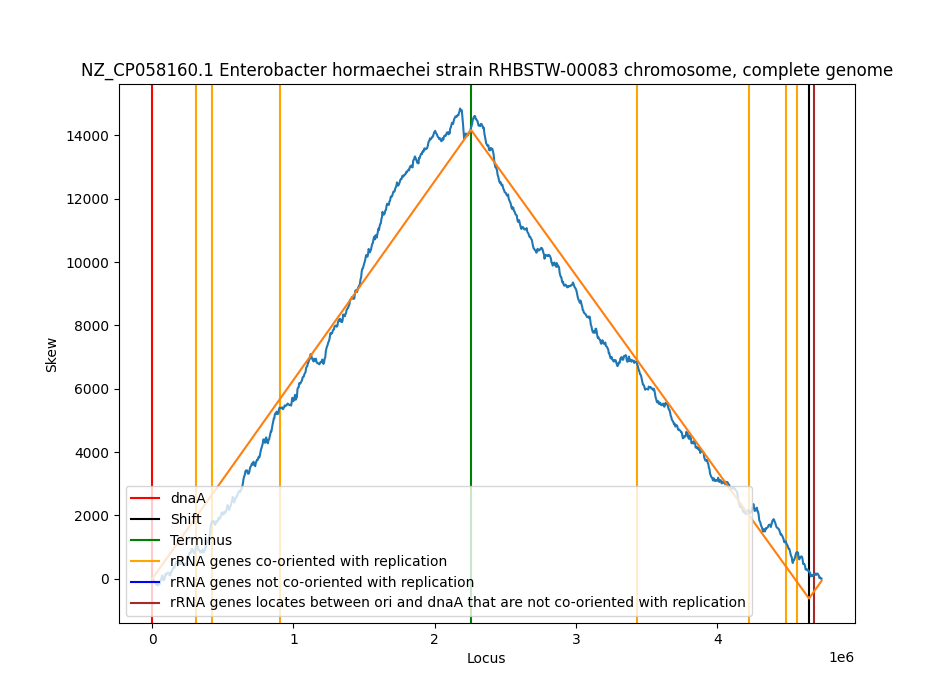 NZ_CP058160.1 Enterobacter hormaechei strain RHBSTW-00083 chromosome, complete genome
Skew
14000
12000
10000
8000
6000
4000
2000
0
dnaA
Shift
Terminus
rRNA genes co-oriented with replication
rRNA genes not co-oriented with replication
rRNA genes locates between ori and dnaA that are not co-oriented with replication
0 1 2 3 4
1e6
Locus